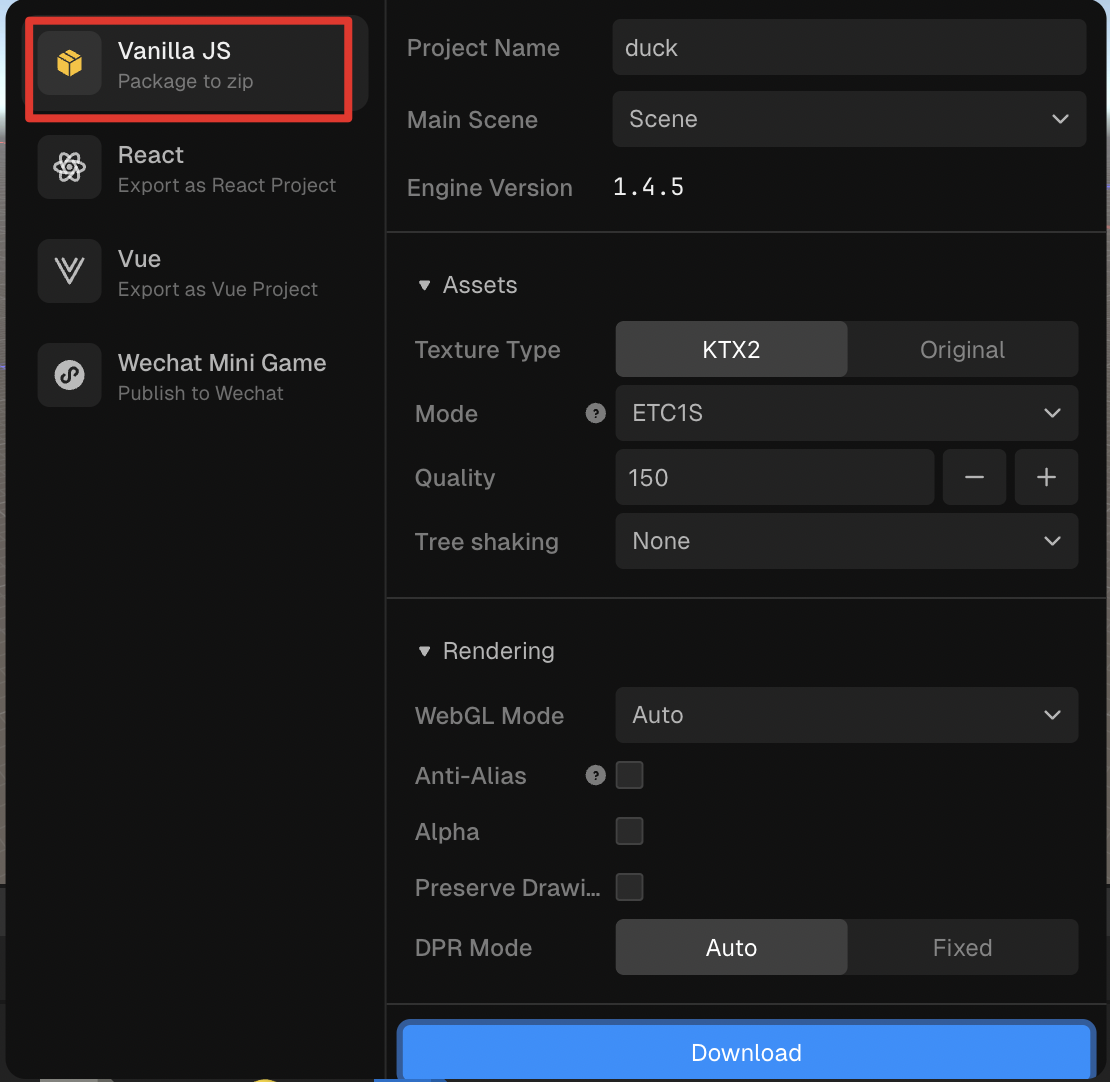 Vanilla JS
Package to zip
React
Export as React Project
Vue
Export as Vue Project
Wechat Mini Game
Publish to Wechat
Project Name
duck
Main Scene
Scene
Engine Version
1.4.5
Assets
Texture Type
KTX2
Original
Mode
?
ETC1S
Quality
150
Tree shaking
None
Rendering
WebGL Mode
Auto
Anti-Alias
?
Alpha
Preserve Drawi...
DPR Mode
Auto
Fixed
Download